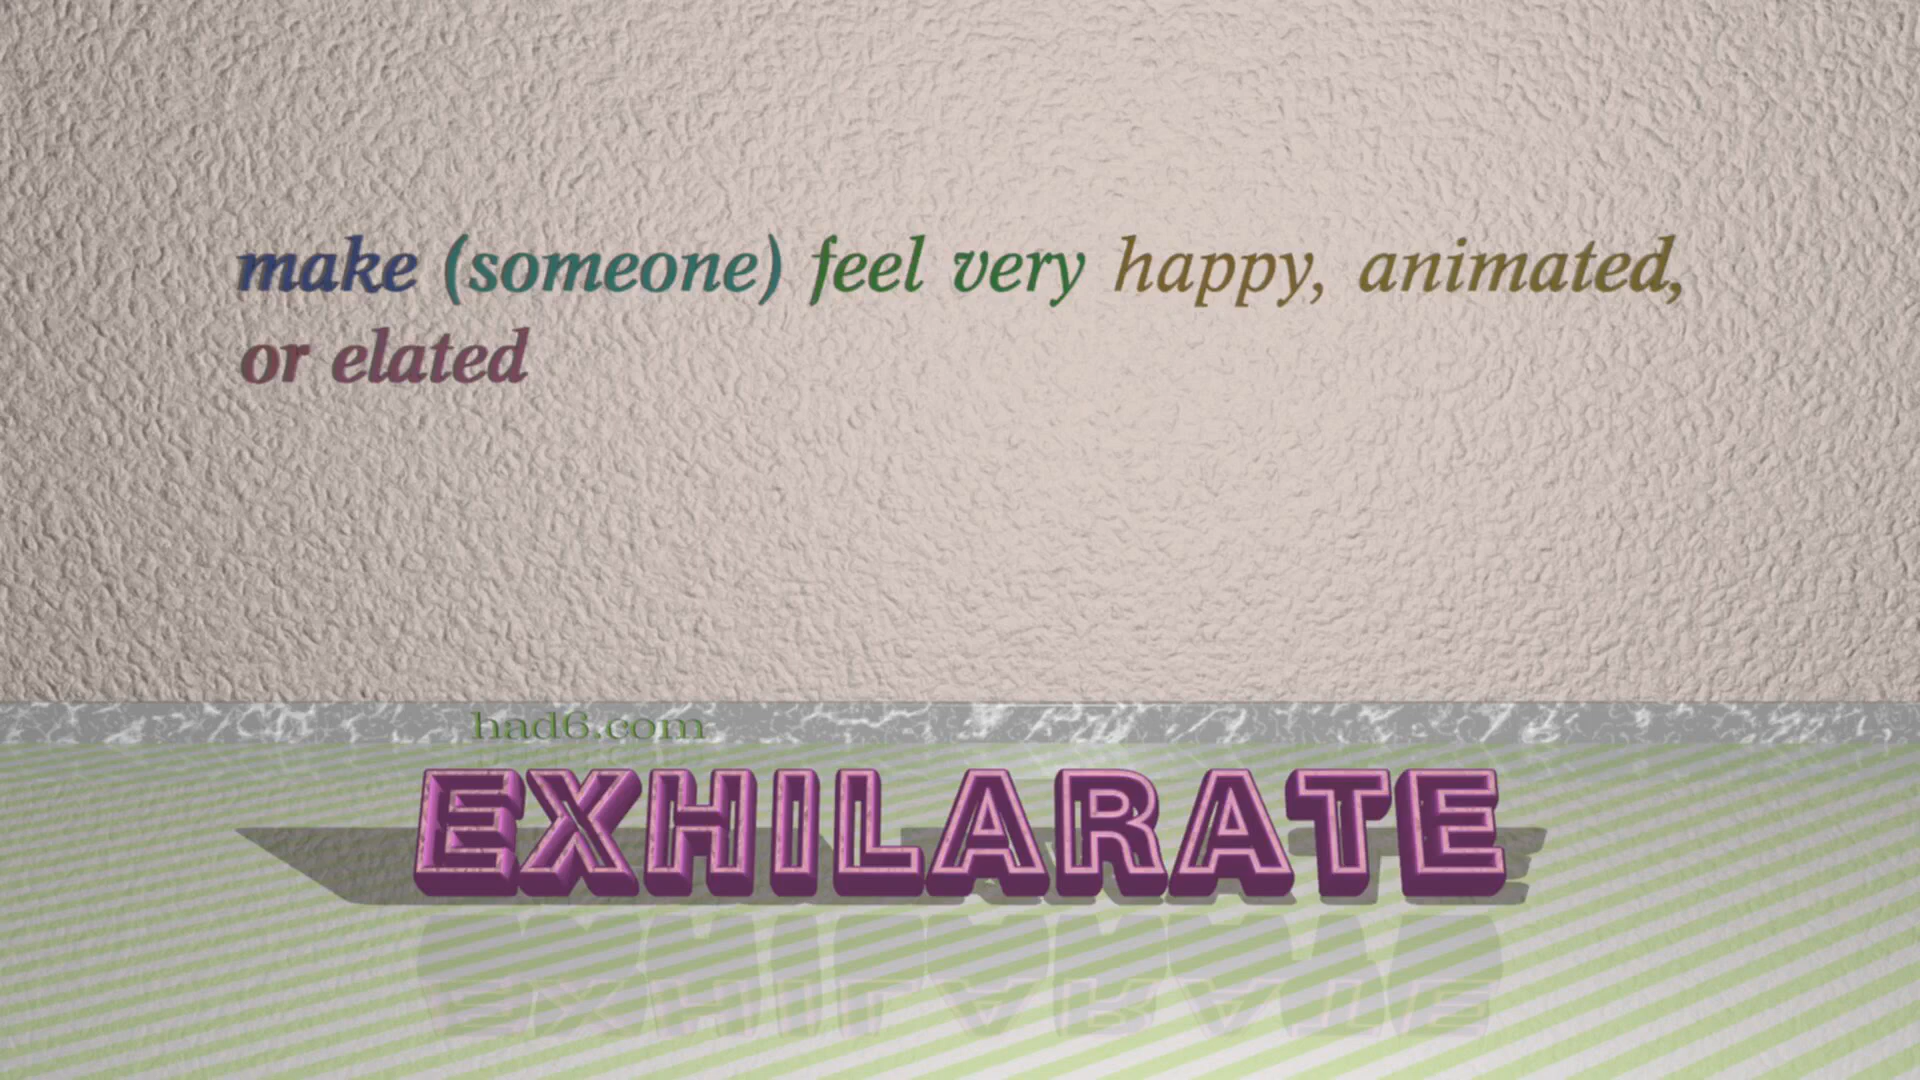 make (someone) feel very happy, animated,
or elated
had6.com
EXHILARATE